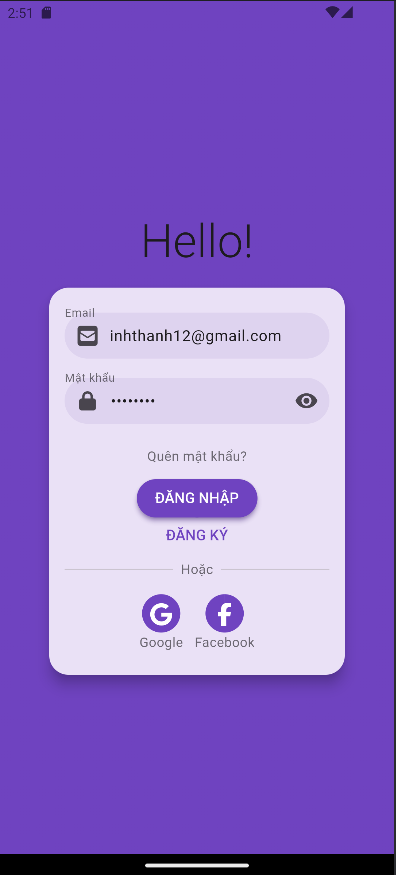 2:51
Hello!
Email
inhthanh12@gmail.com
Mật khẩu
••••••••
Quên mật khẩu?
ĐĂNG NHẬP
ĐĂNG KÝ
Hoặc
Google Facebook